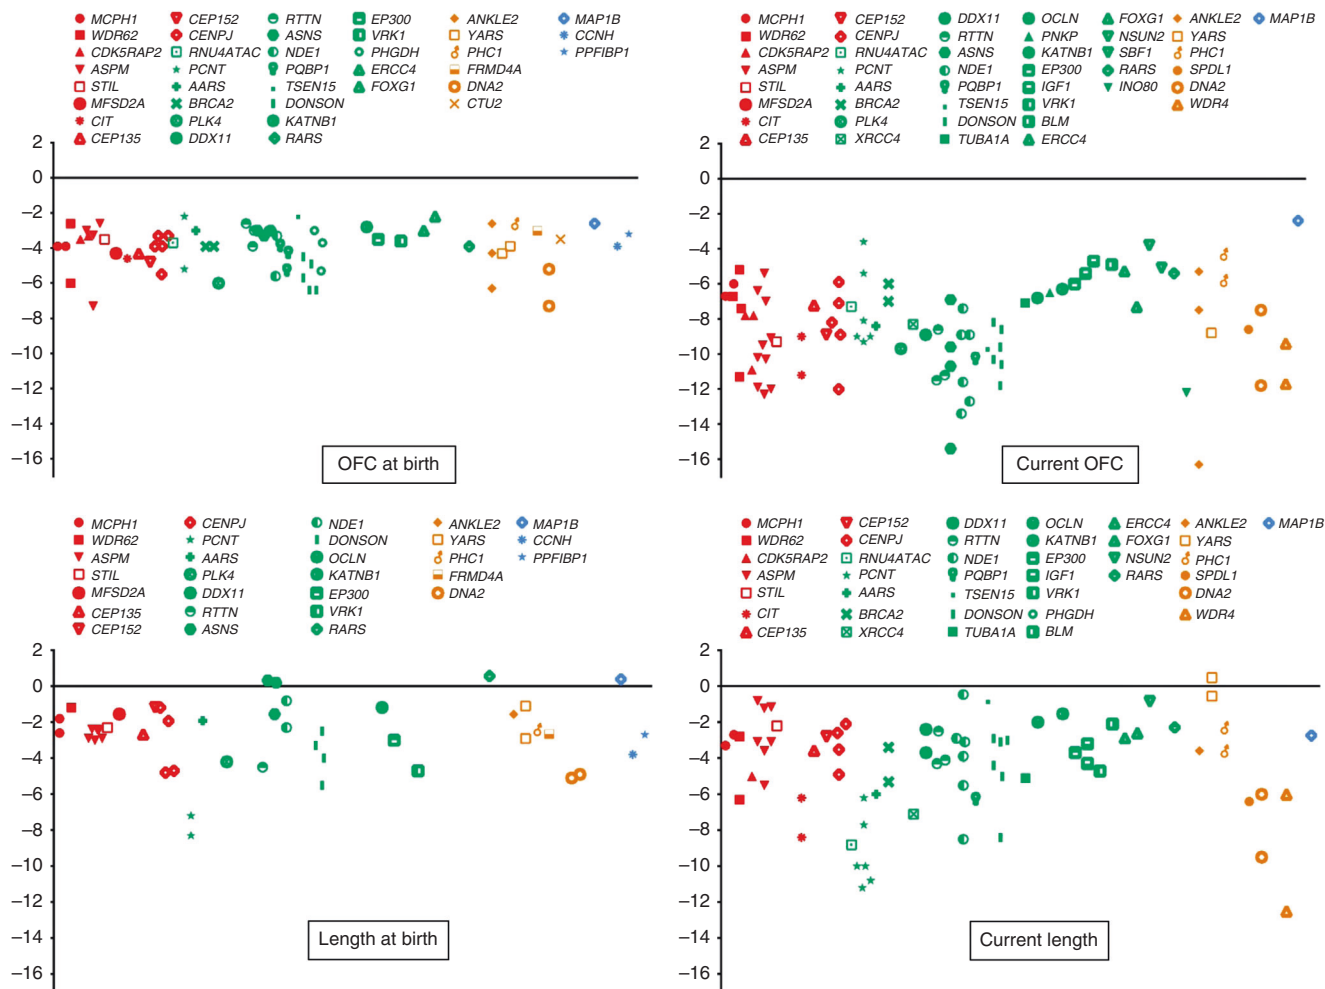 MCPH1 CEP152 RTTN EP300 ANKLE2 MAP1B
WDR62 CENPJ ASNS VRK1 YARS CCNH
CDK5RAP2 RNU4ATAC NDE1 PHGDH PHC1 PPFIBP1
ASPM PCNT PQBP1 ERCC4 FRMD4A
STIL AARS TSEN15 FOXG1 DNA2
MFSD2A BRCA2 DONSON CTU2
CIT PLK4 KATNB1
CEP135 DDX11 RARS
2
0
−2
−4
−6
−8
−10
−12
−14
−16
OFC at birth
MCPH1 CEP152 DDX11 OCLN FOXG1 ANKLE2 MAP1B
WDR62 CENPJ RTTN PNKP NSUN2 YARS
CDK5RAP2 RNU4ATAC ASNS KATNB1 SBF1 PHC1
ASPM PCNT NDE1 EP300 RARS SPDL1
STIL AARS PQBP1 IGF1 INO80 DNA2
MFSD2A BRCA2 TSEN15 VRK1 WDR4
CIT PLK4 DONSON BLM
CEP135 XRCC4 TUBA1A ERCC4
2
0
−2
−4
−6
−8
−10
−12
−14
−16
Current OFC
MCPH1 CENPJ NDE1 ANKLE2 MAP1B
WDR62 PCNT DONSON YARS CCNH
ASPM AARS OCLN PHC1 PPFIBP1
STIL PLK4 KATNB1 FRMD4A
MFSD2A DDX11 EP300 DNA2
CEP135 RTTN VRK1
CEP152 ASNS RARS
2
0
−2
−4
−6
−8
−10
−12
−14
−16
Length at birth
MCPH1 CEP152 DDX11 OCLN ERCC4 ANKLE2 MAP1B
WDR62 CENPJ RTTN KATNB1 FOXG1 YARS
CDK5RAP2 RNU4ATAC NDE1 EP300 NSUN2 PHC1
ASPM PCNT PQBP1 IGF1 RARS SPDL1
STIL AARS TSEN15 VRK1 DNA2
CIT BRCA2 DONSON PHGDH WDR4
CEP135 XRCC4 TUBA1A BLM
2
0
−2
−4
−6
−8
−10
−12
−14
−16
Current length